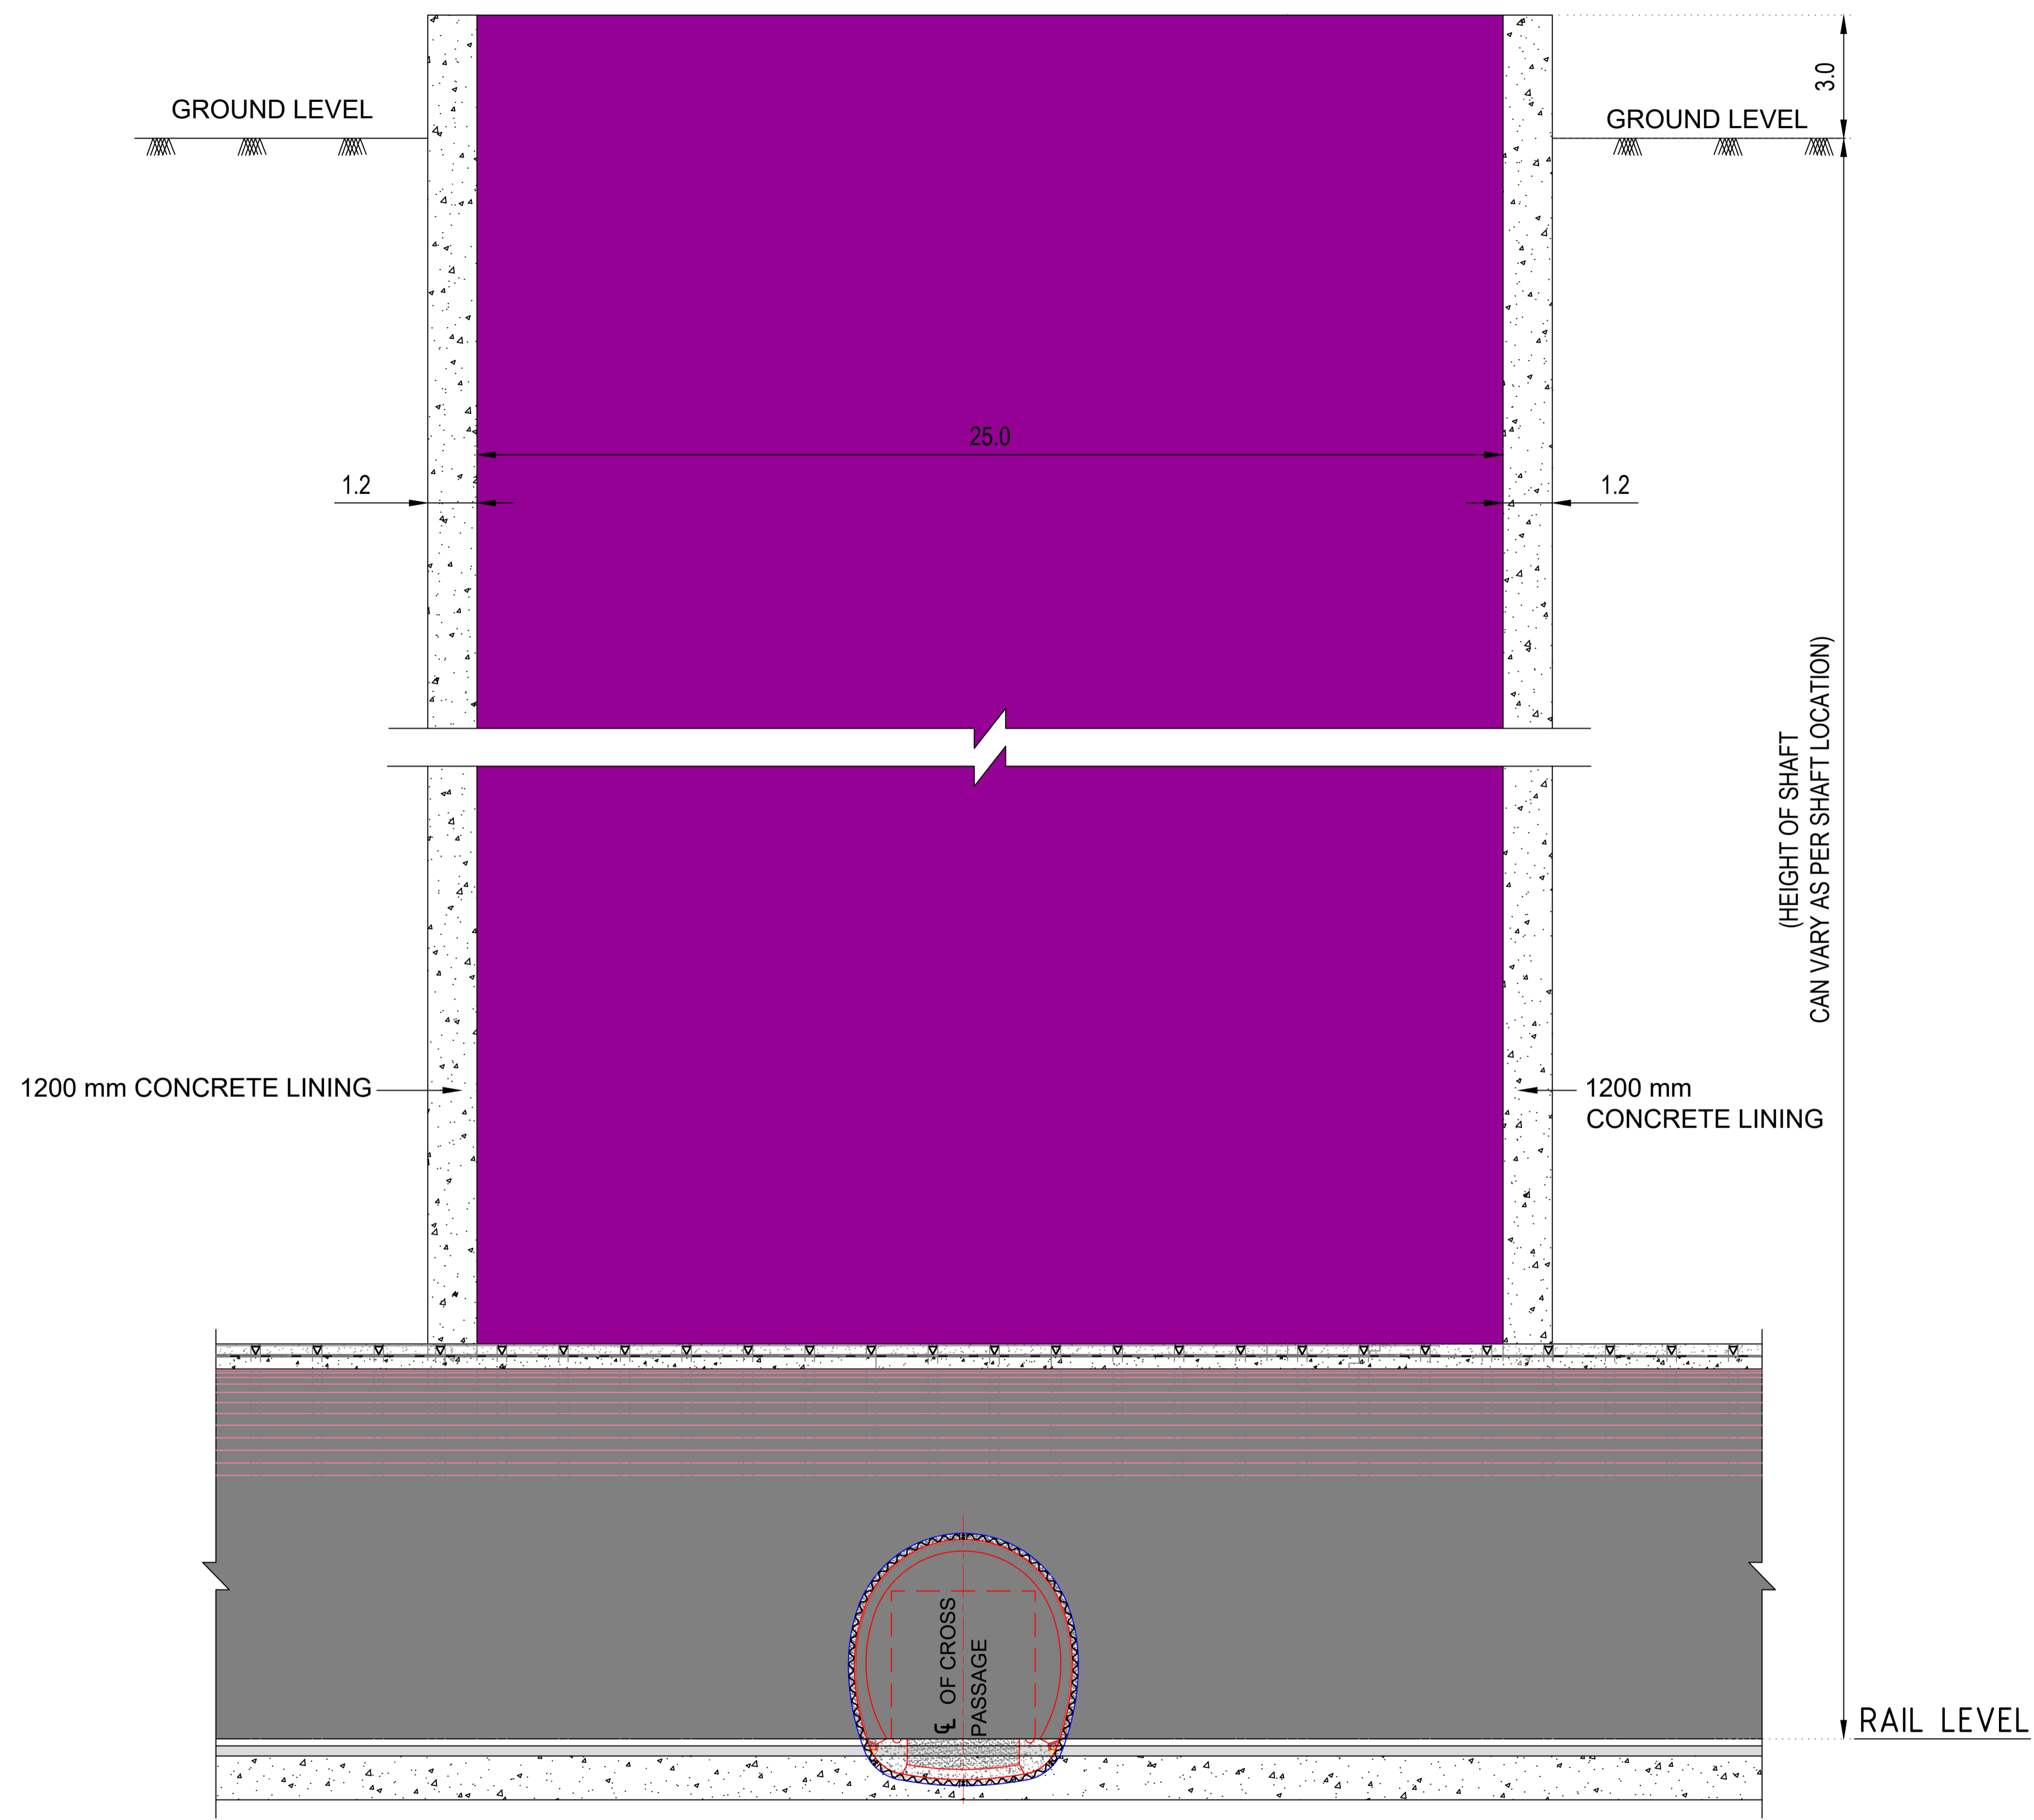 3.0
GROUND LEVEL
GROUND LEVEL
25.0
1.2
1.2
(HEIGHT OF SHAFT
CAN VARY AS PER SHAFT LOCATION)
1200 mm CONCRETE LINING
1200 mm
CONCRETE LINING
℄ OF CROSS
PASSAGE
RAIL LEVEL